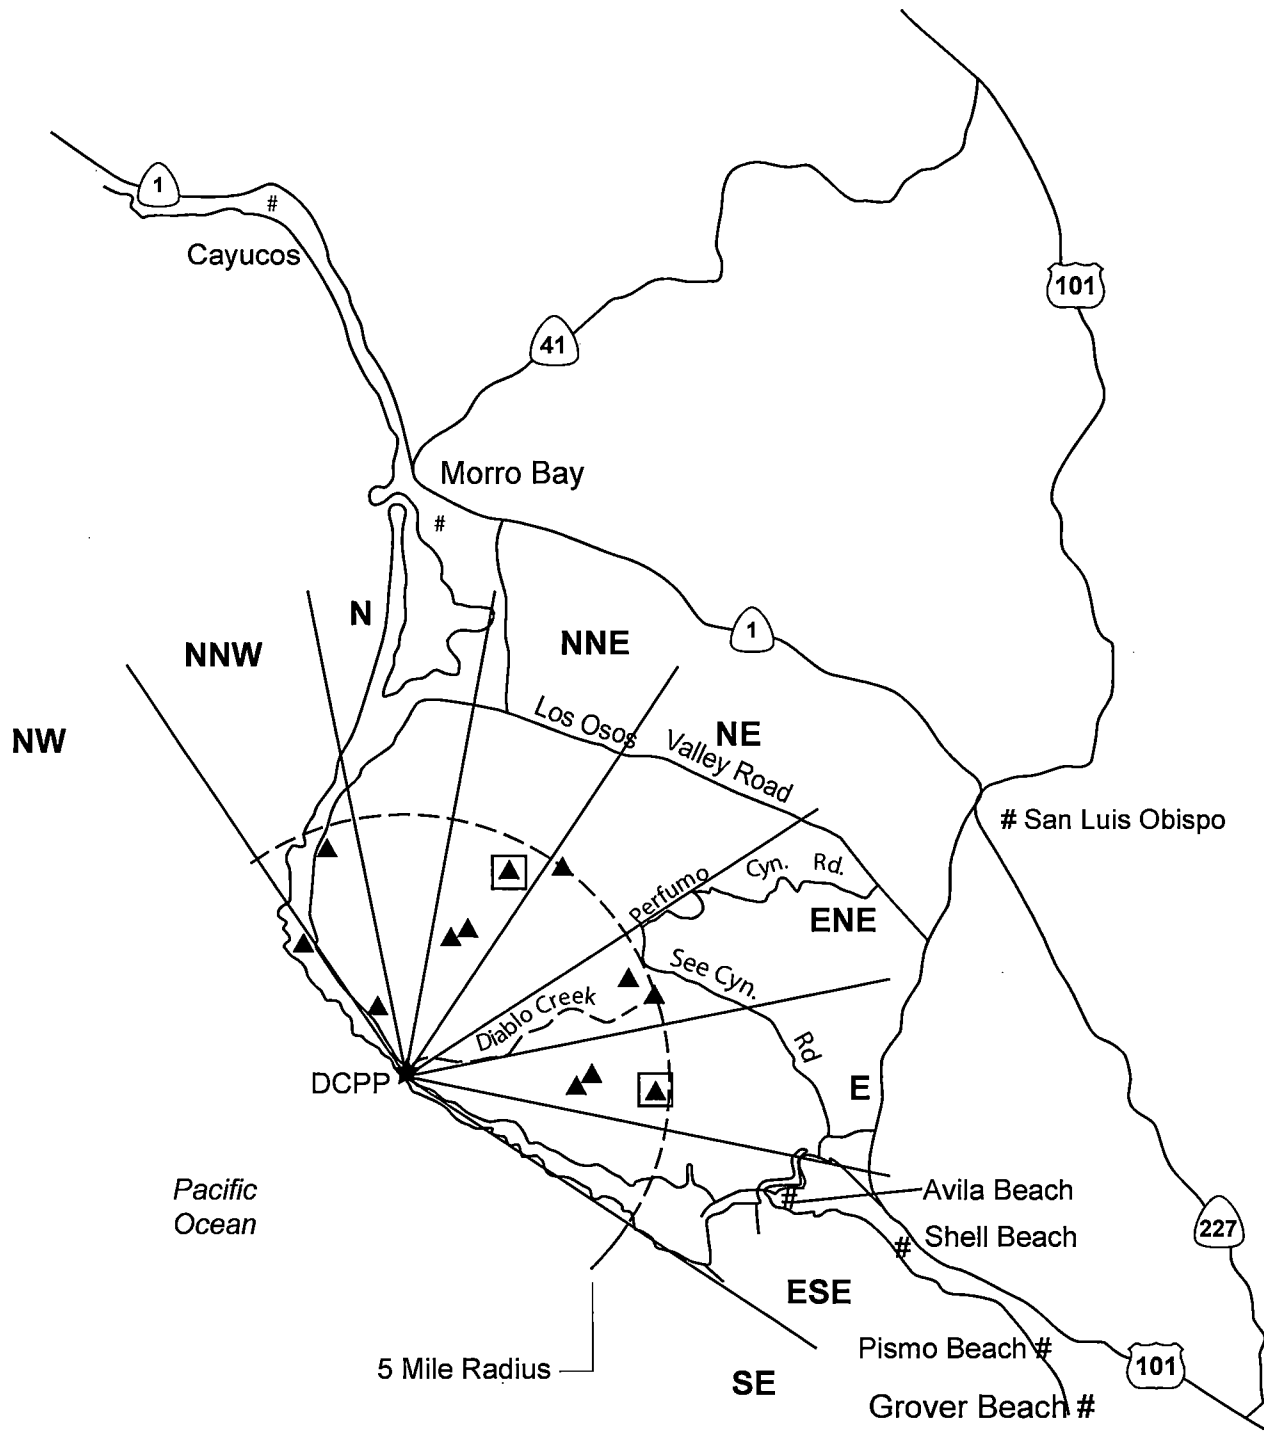 1
#
Cayucos
101
41
Morro Bay
#
N
NNW
NNE
1
NW
NE
Los Osos Valley Road
# San Luis Obispo
Perfumo Cyn. Rd.
ENE
See Cyn. Rd
Diablo Creek
DCPP
E
Pacific
Ocean
Avila Beach
#
Shell Beach
#
227
ESE
Pismo Beach #
5 Mile Radius
101
SE
Grover Beach #